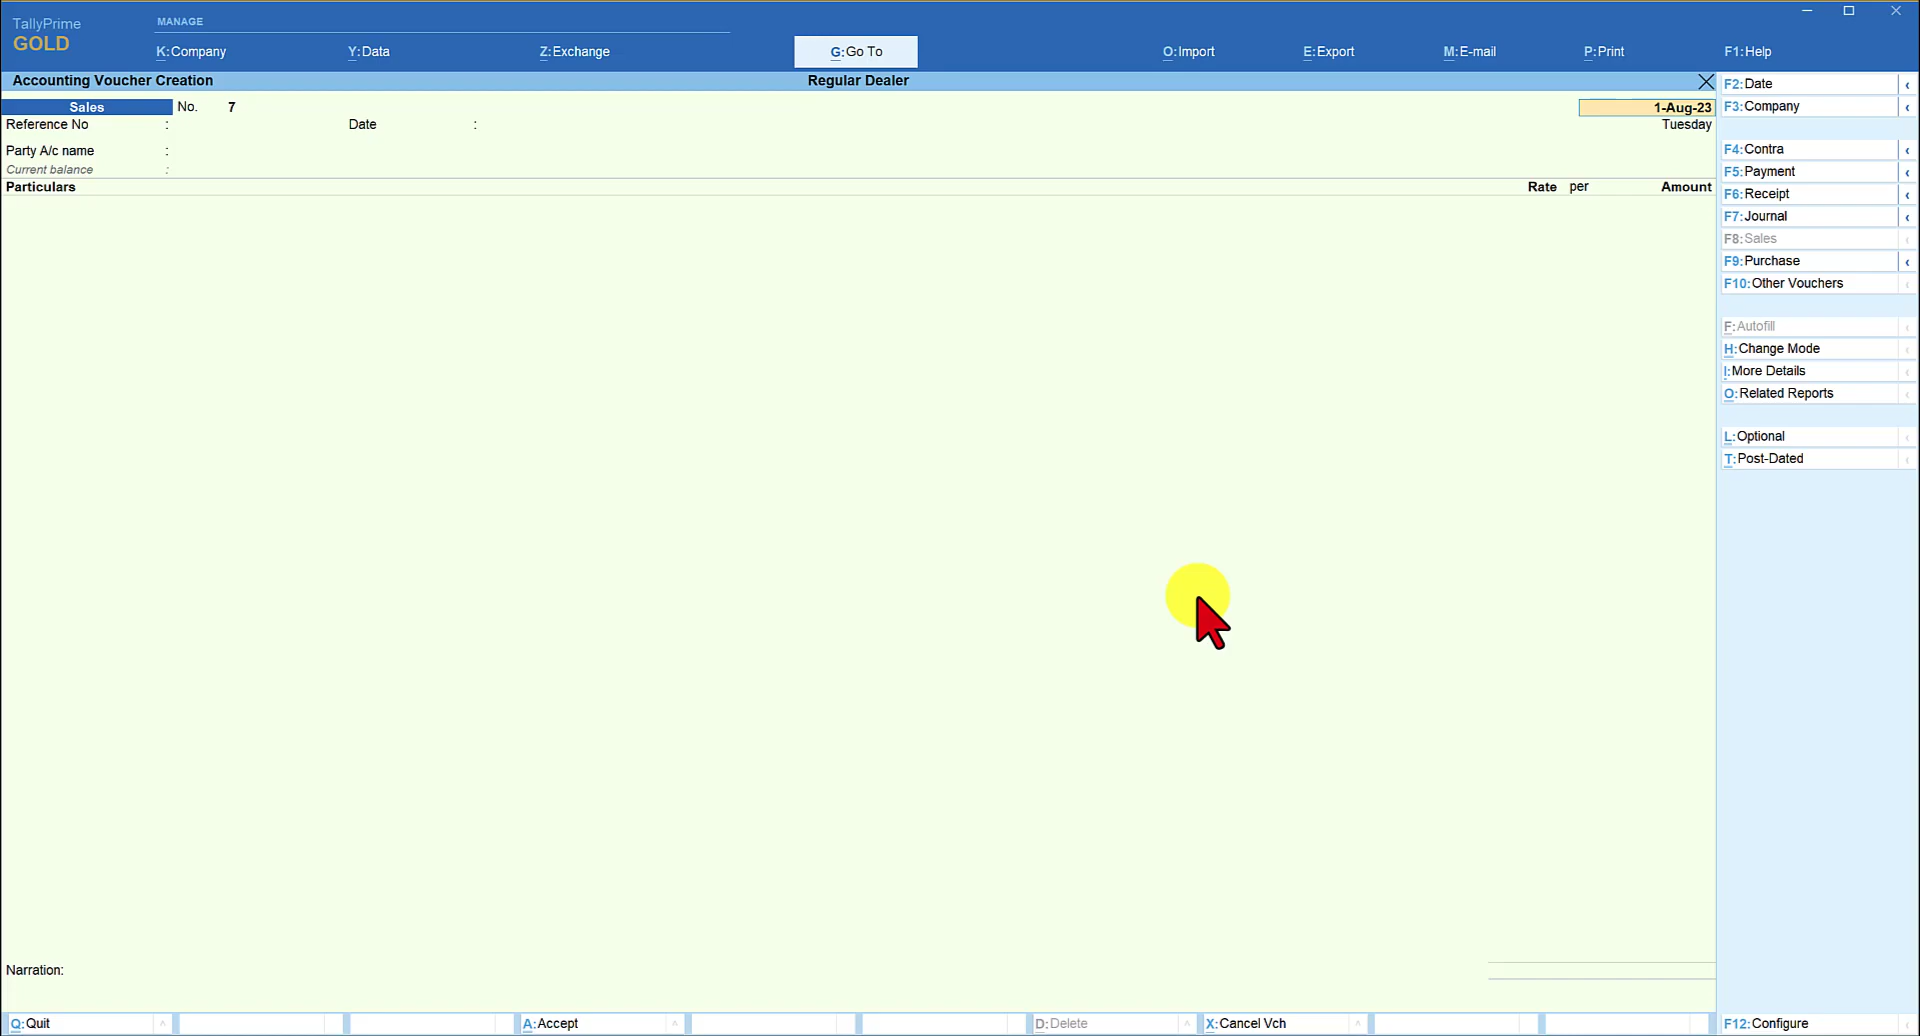 TallyPrime
GOLD
MANAGE
K:Company Y:Data Z:Exchange G:Go To O:Import E:Export M:E-mail P:Print F1:Help
Accounting Voucher Creation Regular Dealer
Sales No. 7 1-Aug-23
Reference No : Date : Tuesday
Party A/c name :
Current balance :
Particulars Rate per Amount
F2:Date
F3:Company
F4:Contra
F5:Payment
F6:Receipt
F7:Journal
F8:Sales
F9:Purchase
F10:Other Vouchers
F:Autofill
H:Change Mode
I:More Details
O:Related Reports
L:Optional
T:Post-Dated
Narration:
Q:Quit A:Accept D:Delete X:Cancel Vch F12:Configure